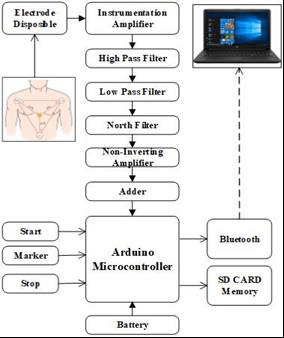 Electrode
Disposible
Instrumentation
Amplifier
High Pass Filter
Low Pass Filter
North Filter
Non-Inverting
Amplifier
Adder
Start
Marker
Stop
Arduino
Microcontroller
Bluetooth
SD CARD
Memory
Battery